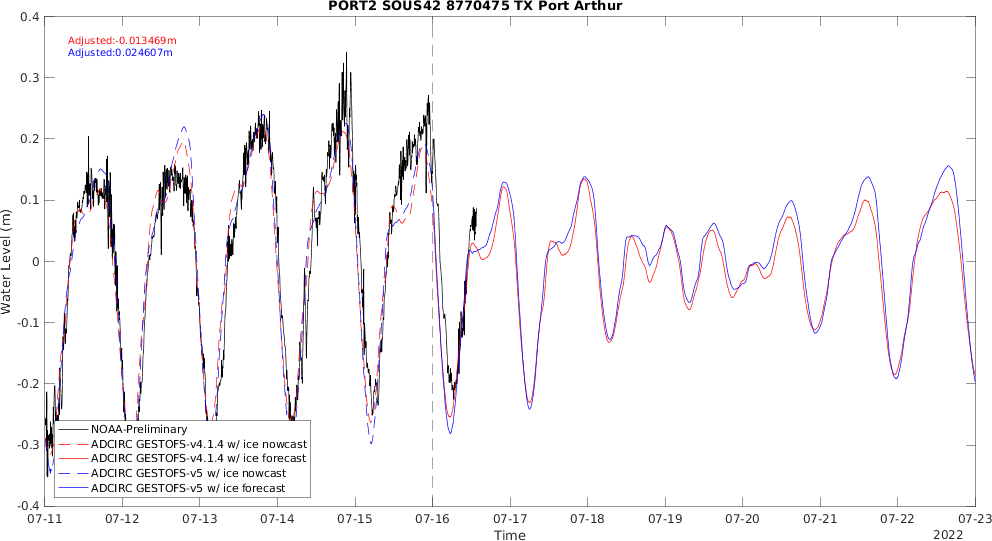 PORT2 SOUS42 8770475 TX Port Arthur
0.4
Adjusted:-0.013469m
Adjusted:0.024607m
0.3
0.2
0.1
0
-0.1
-0.2
-0.3
-0.4
Water Level (m)
NOAA-Preliminary
ADCIRC GESTOFS-v4.1.4 w/ ice nowcast
ADCIRC GESTOFS-v4.1.4 w/ ice forecast
ADCIRC GESTOFS-v5 w/ ice nowcast
ADCIRC GESTOFS-v5 w/ ice forecast
07-11 07-12 07-13 07-14 07-15 07-16 07-17 07-18 07-19 07-20 07-21 07-22 07-23
Time
2022